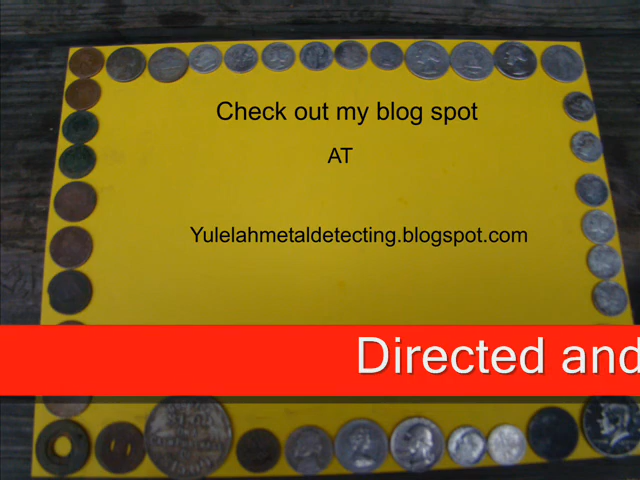 Check out my blog spot
AT
Yulelahmetaldetecting.blogspot.com
Directed and